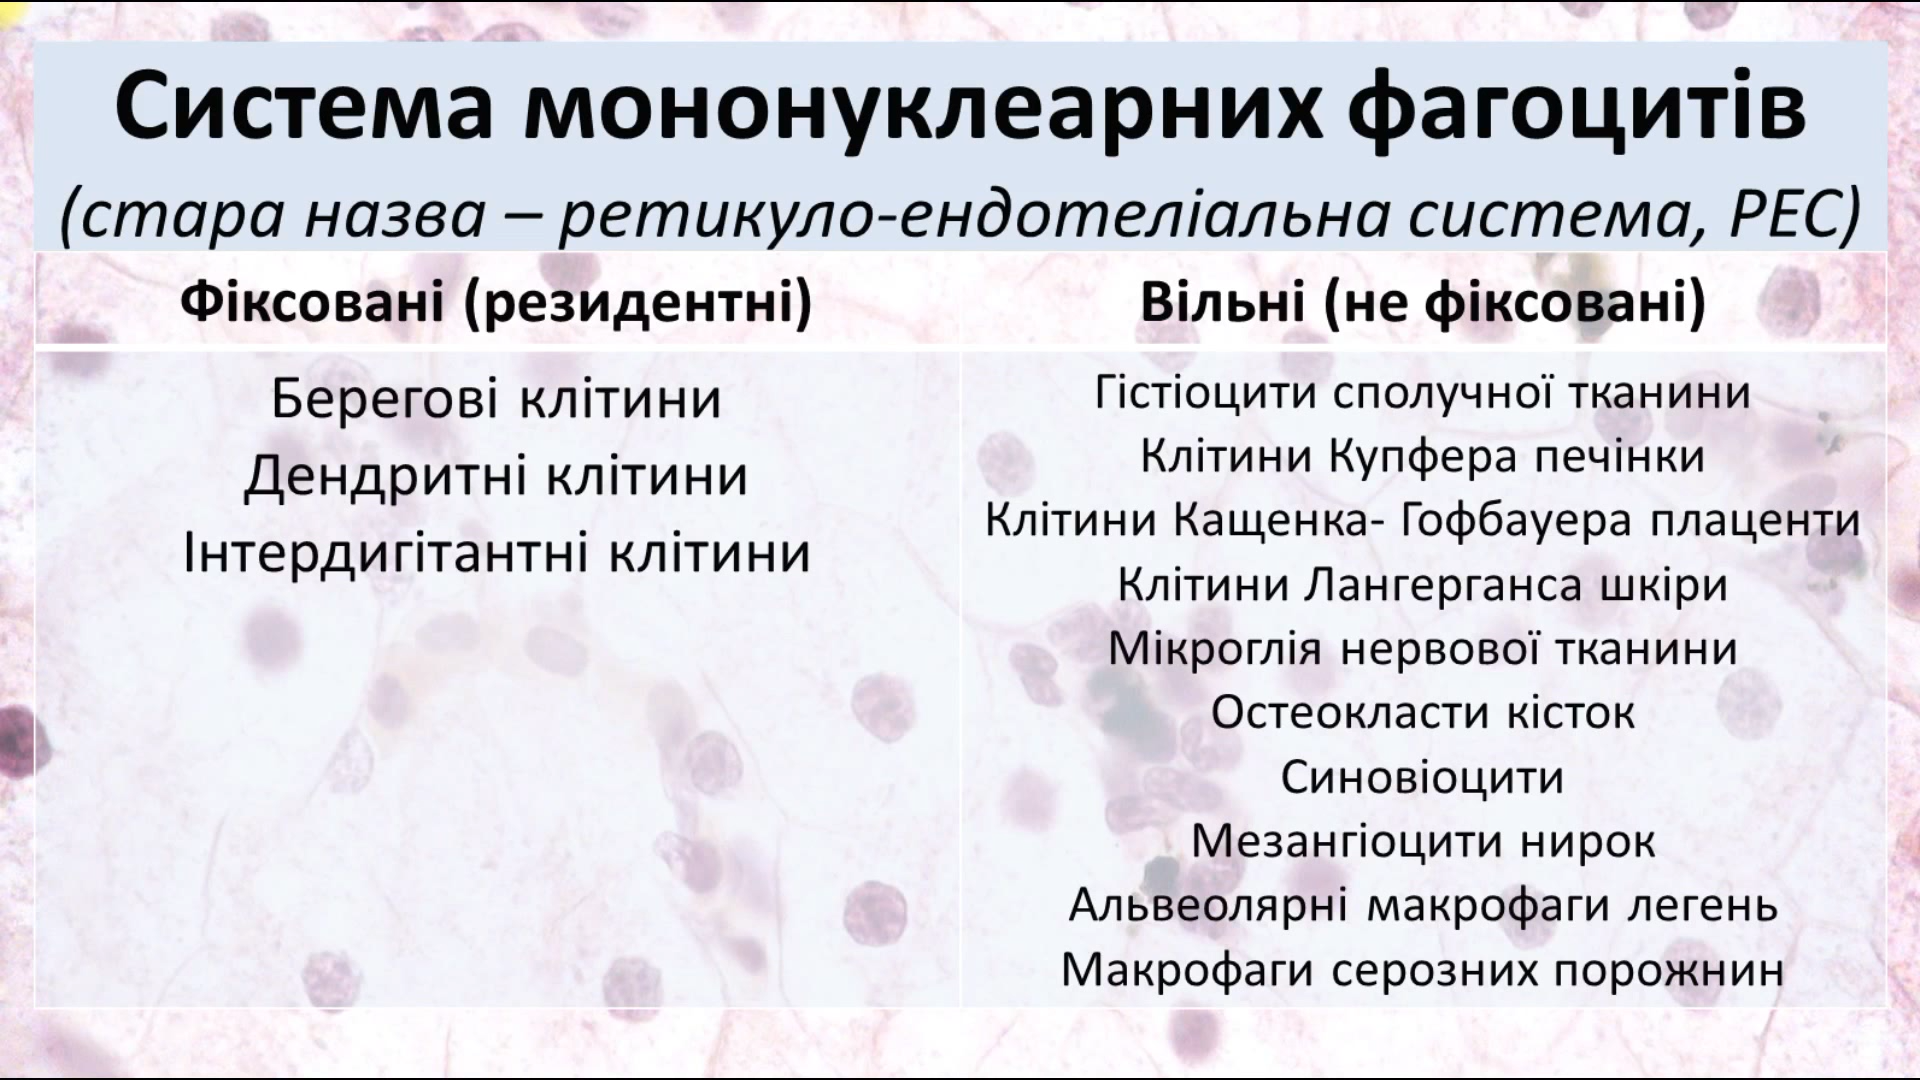 Система мононуклеарних фагоцитів
(стара назва – ретикуло-ендотеліальна система, РЕС)
Фіксовані (резидентні)
Берегові клітини
Дендритні клітини
Інтердигітантні клітини
Вільні (не фіксовані)
Гістіоцити сполучної тканини
Клітини Купфера печінки
Клітини Кащенка- Гофбауера плаценти
Клітини Лангерганса шкіри
Мікроглія нервової тканини
Остеокласти кісток
Синовіоцити
Мезангіоцити нирок
Альвеолярні макрофаги легень
Макрофаги серозних порожнин